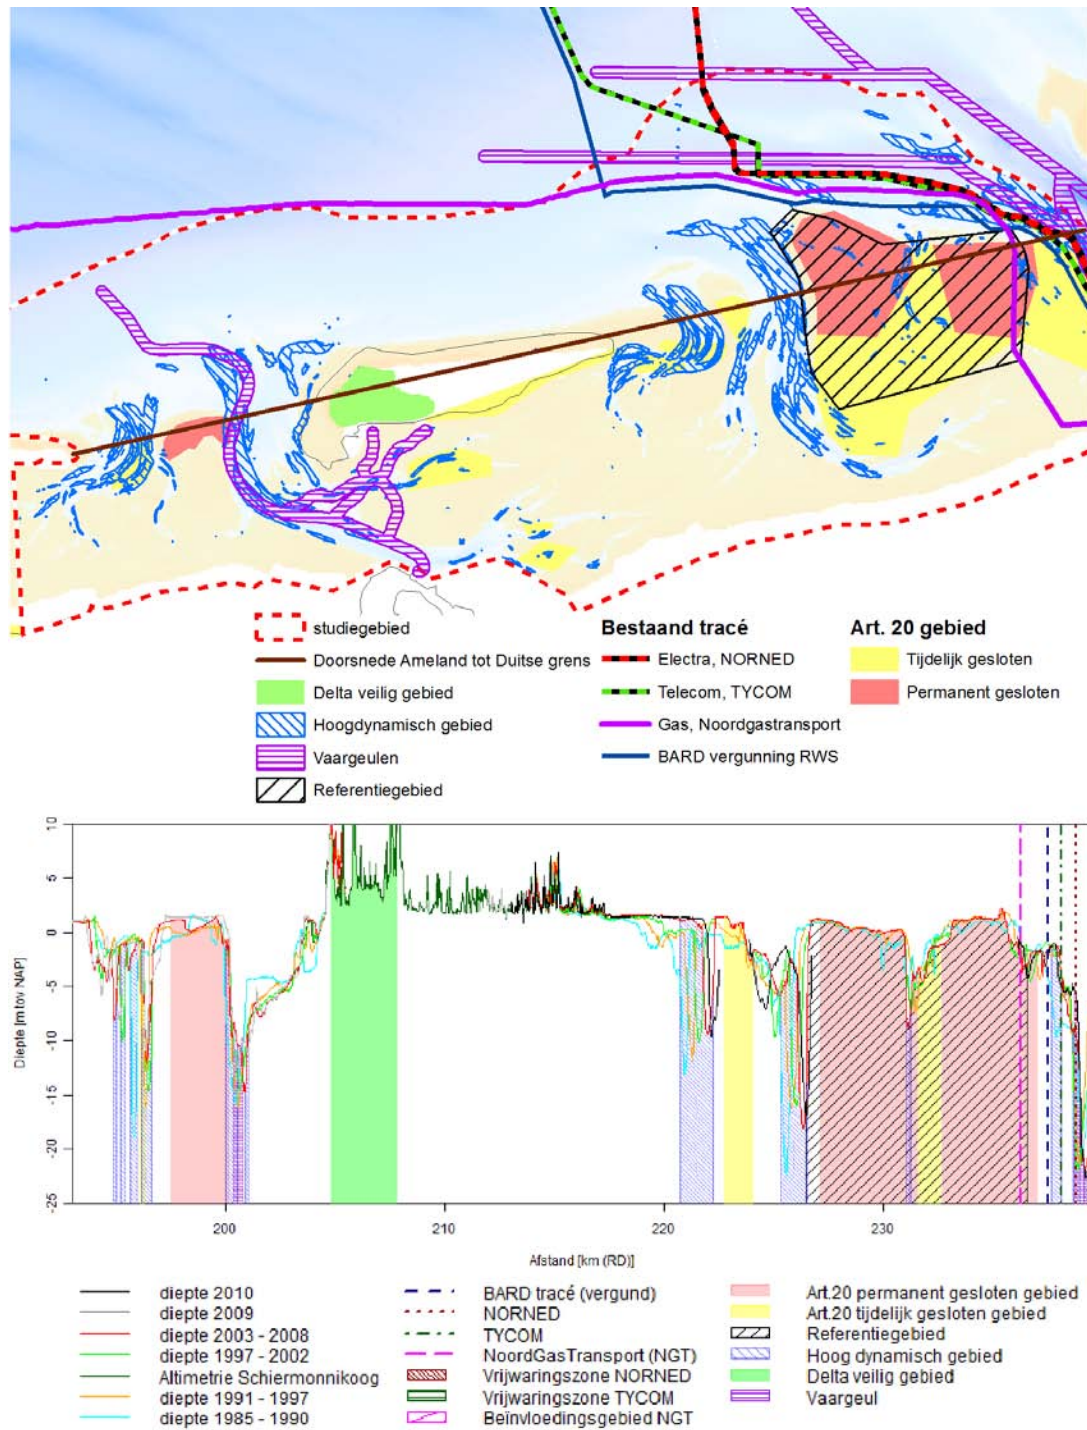 studiegebied
Doorsnede Ameland tot Duitse grens
Delta veilig gebied
Hoogdynamisch gebied
Vaargeulen
Referentiegebied
Bestaand tracé
Electra, NORNED
Telecom, TYCOM
Gas, Noordgastransport
BARD vergunning RWS
Art. 20 gebied
Tijdelijk gesloten
Permanent gesloten
Diepte [m tov NAP]
10
5
0
-5
-10
-15
-20
-25
200
210
220
230
Afstand [km (RD)]
diepte 2010
diepte 2009
diepte 2003 - 2008
diepte 1997 - 2002
Altimetrie Schiermonnikoog
diepte 1991 - 1997
diepte 1985 - 1990
BARD tracé (vergund)
NORNED
TYCOM
NoordGasTransport (NGT)
Vrijwaringszone NORNED
Vrijwaringszone TYCOM
Beïnvloedingsgebied NGT
Art.20 permanent gesloten gebied
Art.20 tijdelijk gesloten gebied
Referentiegebied
Hoog dynamisch gebied
Delta veilig gebied
Vaargeul